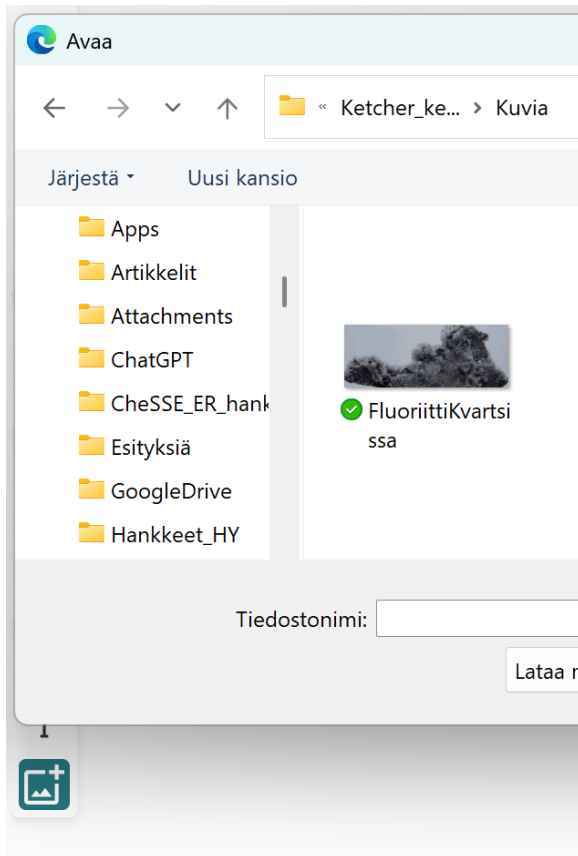 Avaa
« Ketcher_ke... > Kuvia
Järjestä Uusi kansio
Apps
Artikkelit
Attachments
ChatGPT
CheSSE_ER_hank
Esityksiä
GoogleDrive
Hankkeet_HY
FluoriittiKvartsi
ssa
Tiedostonimi:
Lataa